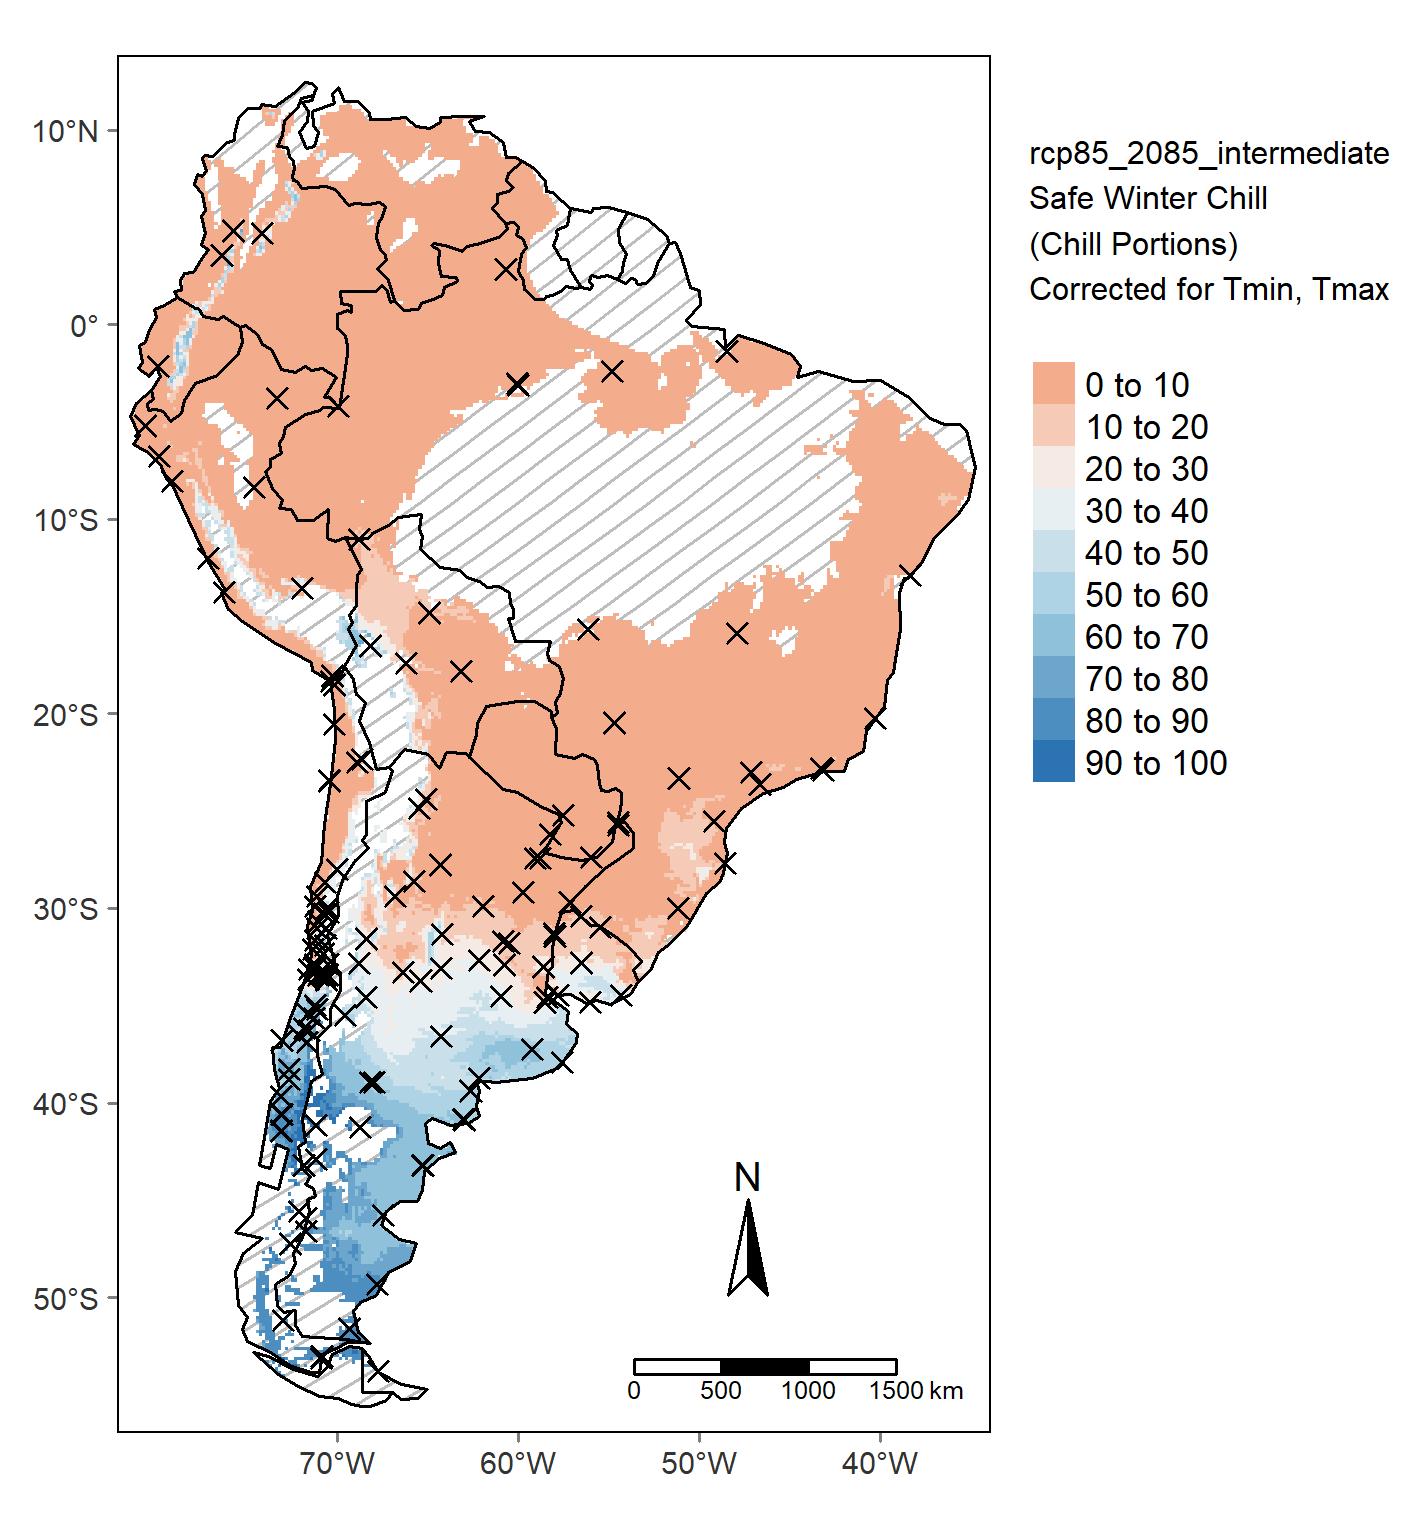 rcp85_2085_intermediate
Safe Winter Chill
(Chill Portions)
Corrected for Tmin, Tmax
0 to 10
10 to 20
20 to 30
30 to 40
40 to 50
50 to 60
60 to 70
70 to 80
80 to 90
90 to 100
10°N
0°
10°S
20°S
30°S
40°S
50°S
N
0 500 1000 1500 km
70°W 60°W 50°W 40°W